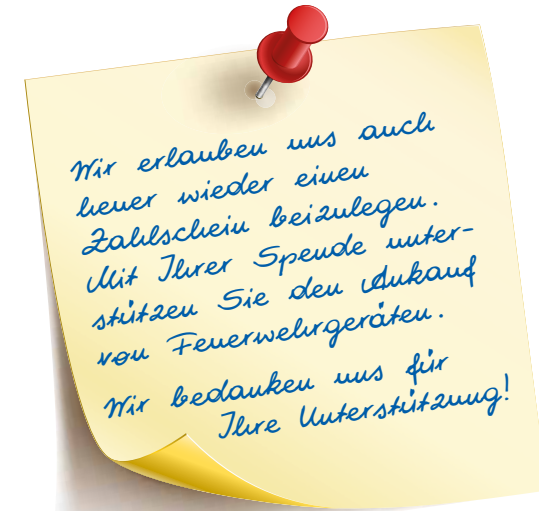 Wir erlauben uns auch
heuer wieder einen
Zahlschein beizulegen.
Mit Ihrer Spende unter-
stützen Sie den Ankauf
von Feuerwehrgeräten.
Wir bedanken uns für
Ihre Unterstützung!